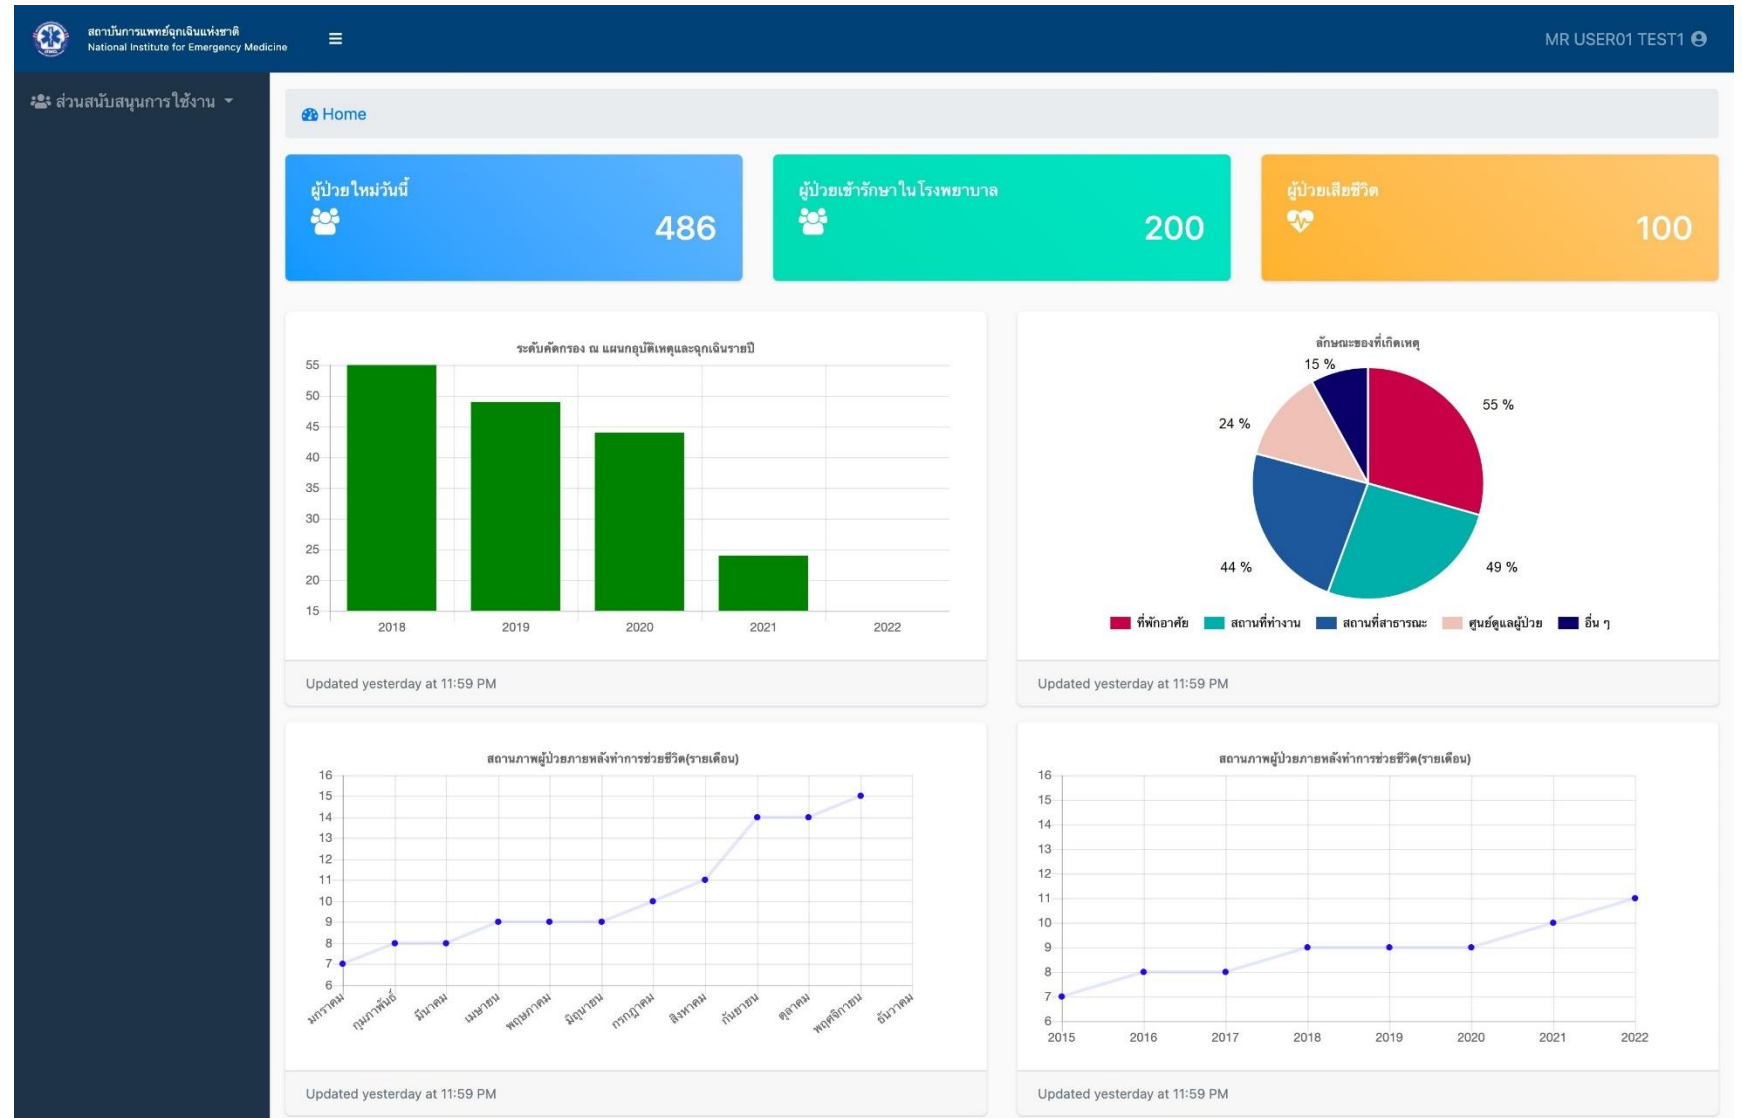 สถาบันการแพทย์ฉุกเฉินแห่งชาติ
National Institute for Emergency Medicine
MR USER01 TEST1
ส่วนสนับสนุนการใช้งาน
Home
ผู้ป่วยใหม่วันนี้
486
ผู้ป่วยเข้ารักษาในโรงพยาบาล
200
ผู้ป่วยเสียชีวิต
100
ระดับคัดกรอง ณ แผนกอุบัติเหตุและฉุกเฉินรายปี
55
50
45
40
35
30
25
20
15
2018 2019 2020 2021 2022
Updated yesterday at 11:59 PM
ลักษณะของที่เกิดเหตุ
15 %
55 %
24 %
44 %
49 %
ที่พักอาศัย สถานที่ทำงาน สถานที่สาธารณะ ศูนย์ดูแลผู้ป่วย อื่น ๆ
Updated yesterday at 11:59 PM
สถานภาพผู้ป่วยภายหลังทำการช่วยชีวิต(รายเดือน)
16
15
14
13
12
11
10
9
8
7
6
มกราคม กุมภาพันธ์ มีนาคม เมษายน พฤษภาคม มิถุนายน กรกฎาคม สิงหาคม กันยายน ตุลาคม พฤศจิกายน ธันวาคม
Updated yesterday at 11:59 PM
สถานภาพผู้ป่วยภายหลังทำการช่วยชีวิต(รายเดือน)
16
15
14
13
12
11
10
9
8
7
6
2015 2016 2017 2018 2019 2020 2021 2022
Updated yesterday at 11:59 PM